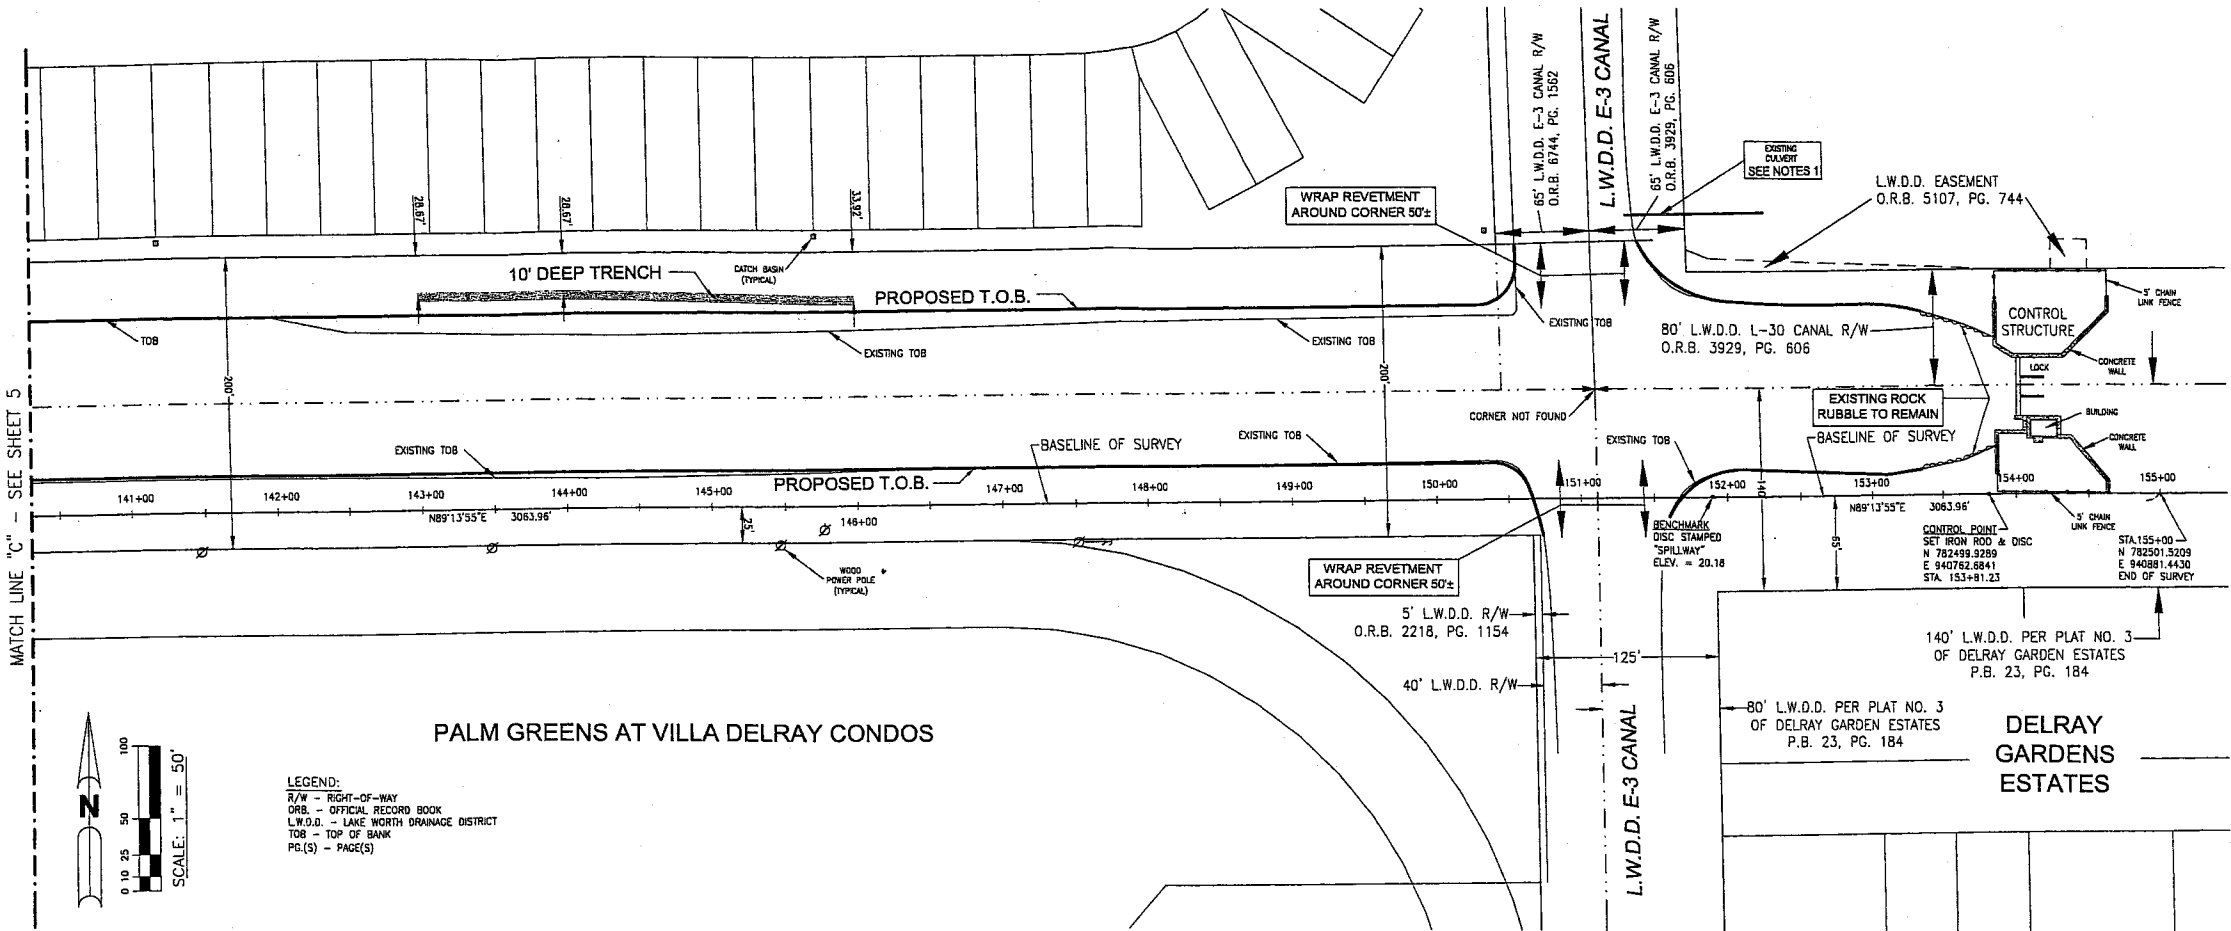 MATCH LINE "C" - SEE SHEET 5
28.67'
28.67'
33.92'
10' DEEP TRENCH
CATCH BASIN
(TYPICAL)
PROPOSED T.O.B.
TOB
EXISTING TOB
EXISTING TOB
EXISTING TOB
200'
200'
WRAP REVETMENT
AROUND CORNER 50'±
65' L.W.D.D. E-3 CANAL R/W
O.R.B. 6744, PG. 1562
L.W.D.D. E-3 CANAL
65' L.W.D.D. E-3 CANAL R/W
O.R.B. 3929, PG. 606
EXISTING
CULVERT
SEE NOTES 1
L.W.D.D. EASEMENT
O.R.B. 5107, PG. 744
5' CHAIN
LINK FENCE
CONTROL
STRUCTURE
80' L.W.D.D. L-30 CANAL R/W
O.R.B. 3929, PG. 606
CONCRETE
WALL
LOCK
EXISTING ROCK
RUBBLE TO REMAIN
BUILDING
CORNER NOT FOUND
EXISTING TOB
BASELINE OF SURVEY
EXISTING TOB
EXISTING TOB
BASELINE OF SURVEY
CONCRETE
WALL
PROPOSED T.O.B.
141+00
142+00
143+00
144+00
145+00
146+00
147+00
148+00
149+00
150+00
151+00
152+00
153+00
154+00
155+00
N89°13'55"E 3063.96'
25'
140'
65'
N89°13'55"E 3063.96'
WOOD
POWER POLE
(TYPICAL)
WRAP REVETMENT
AROUND CORNER 50'±
BENCHMARK
DISC STAMPED
"SPILLWAY"
ELEV. = 20.18
CONTROL POINT
SET IRON ROD & DISC
N 782499.9289
E 940762.6841
STA. 153+81.23
5' CHAIN
LINK FENCE
STA.155+00
N 782501.5209
E 940881.4430
END OF SURVEY
5' L.W.D.D. R/W
O.R.B. 2218, PG. 1154
125'
40' L.W.D.D. R/W
140' L.W.D.D. PER PLAT NO. 3
OF DELRAY GARDEN ESTATES
P.B. 23, PG. 184
80' L.W.D.D. PER PLAT NO. 3
OF DELRAY GARDEN ESTATES
P.B. 23, PG. 184
L.W.D.D. E-3 CANAL
DELRAY
GARDENS
ESTATES
PALM GREENS AT VILLA DELRAY CONDOS
N
0 10 25 50 100
SCALE: 1" = 50'
LEGEND:
R/W - RIGHT-OF-WAY
ORB. - OFFICIAL RECORD BOOK
L.W.D.D. - LAKE WORTH DRAINAGE DISTRICT
TOB - TOP OF BANK
PG.(S) - PAGE(S)